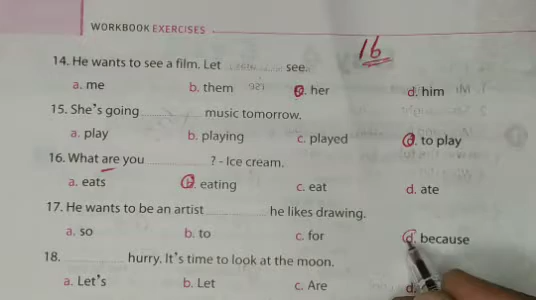 WORKBOOK EXERCISES
16
14. He wants to see a film. Let ............ see.
a. me b. them c. her d. him
15. She's going ............ music tomorrow.
a. play b. playing c. played d. to play
16. What are you ............ ? - Ice cream.
a. eats b. eating c. eat d. ate
17. He wants to be an artist ............ he likes drawing.
a. so b. to c. for d. because
18. ............ hurry. It's time to look at the moon.
a. Let's b. Let c. Are d.